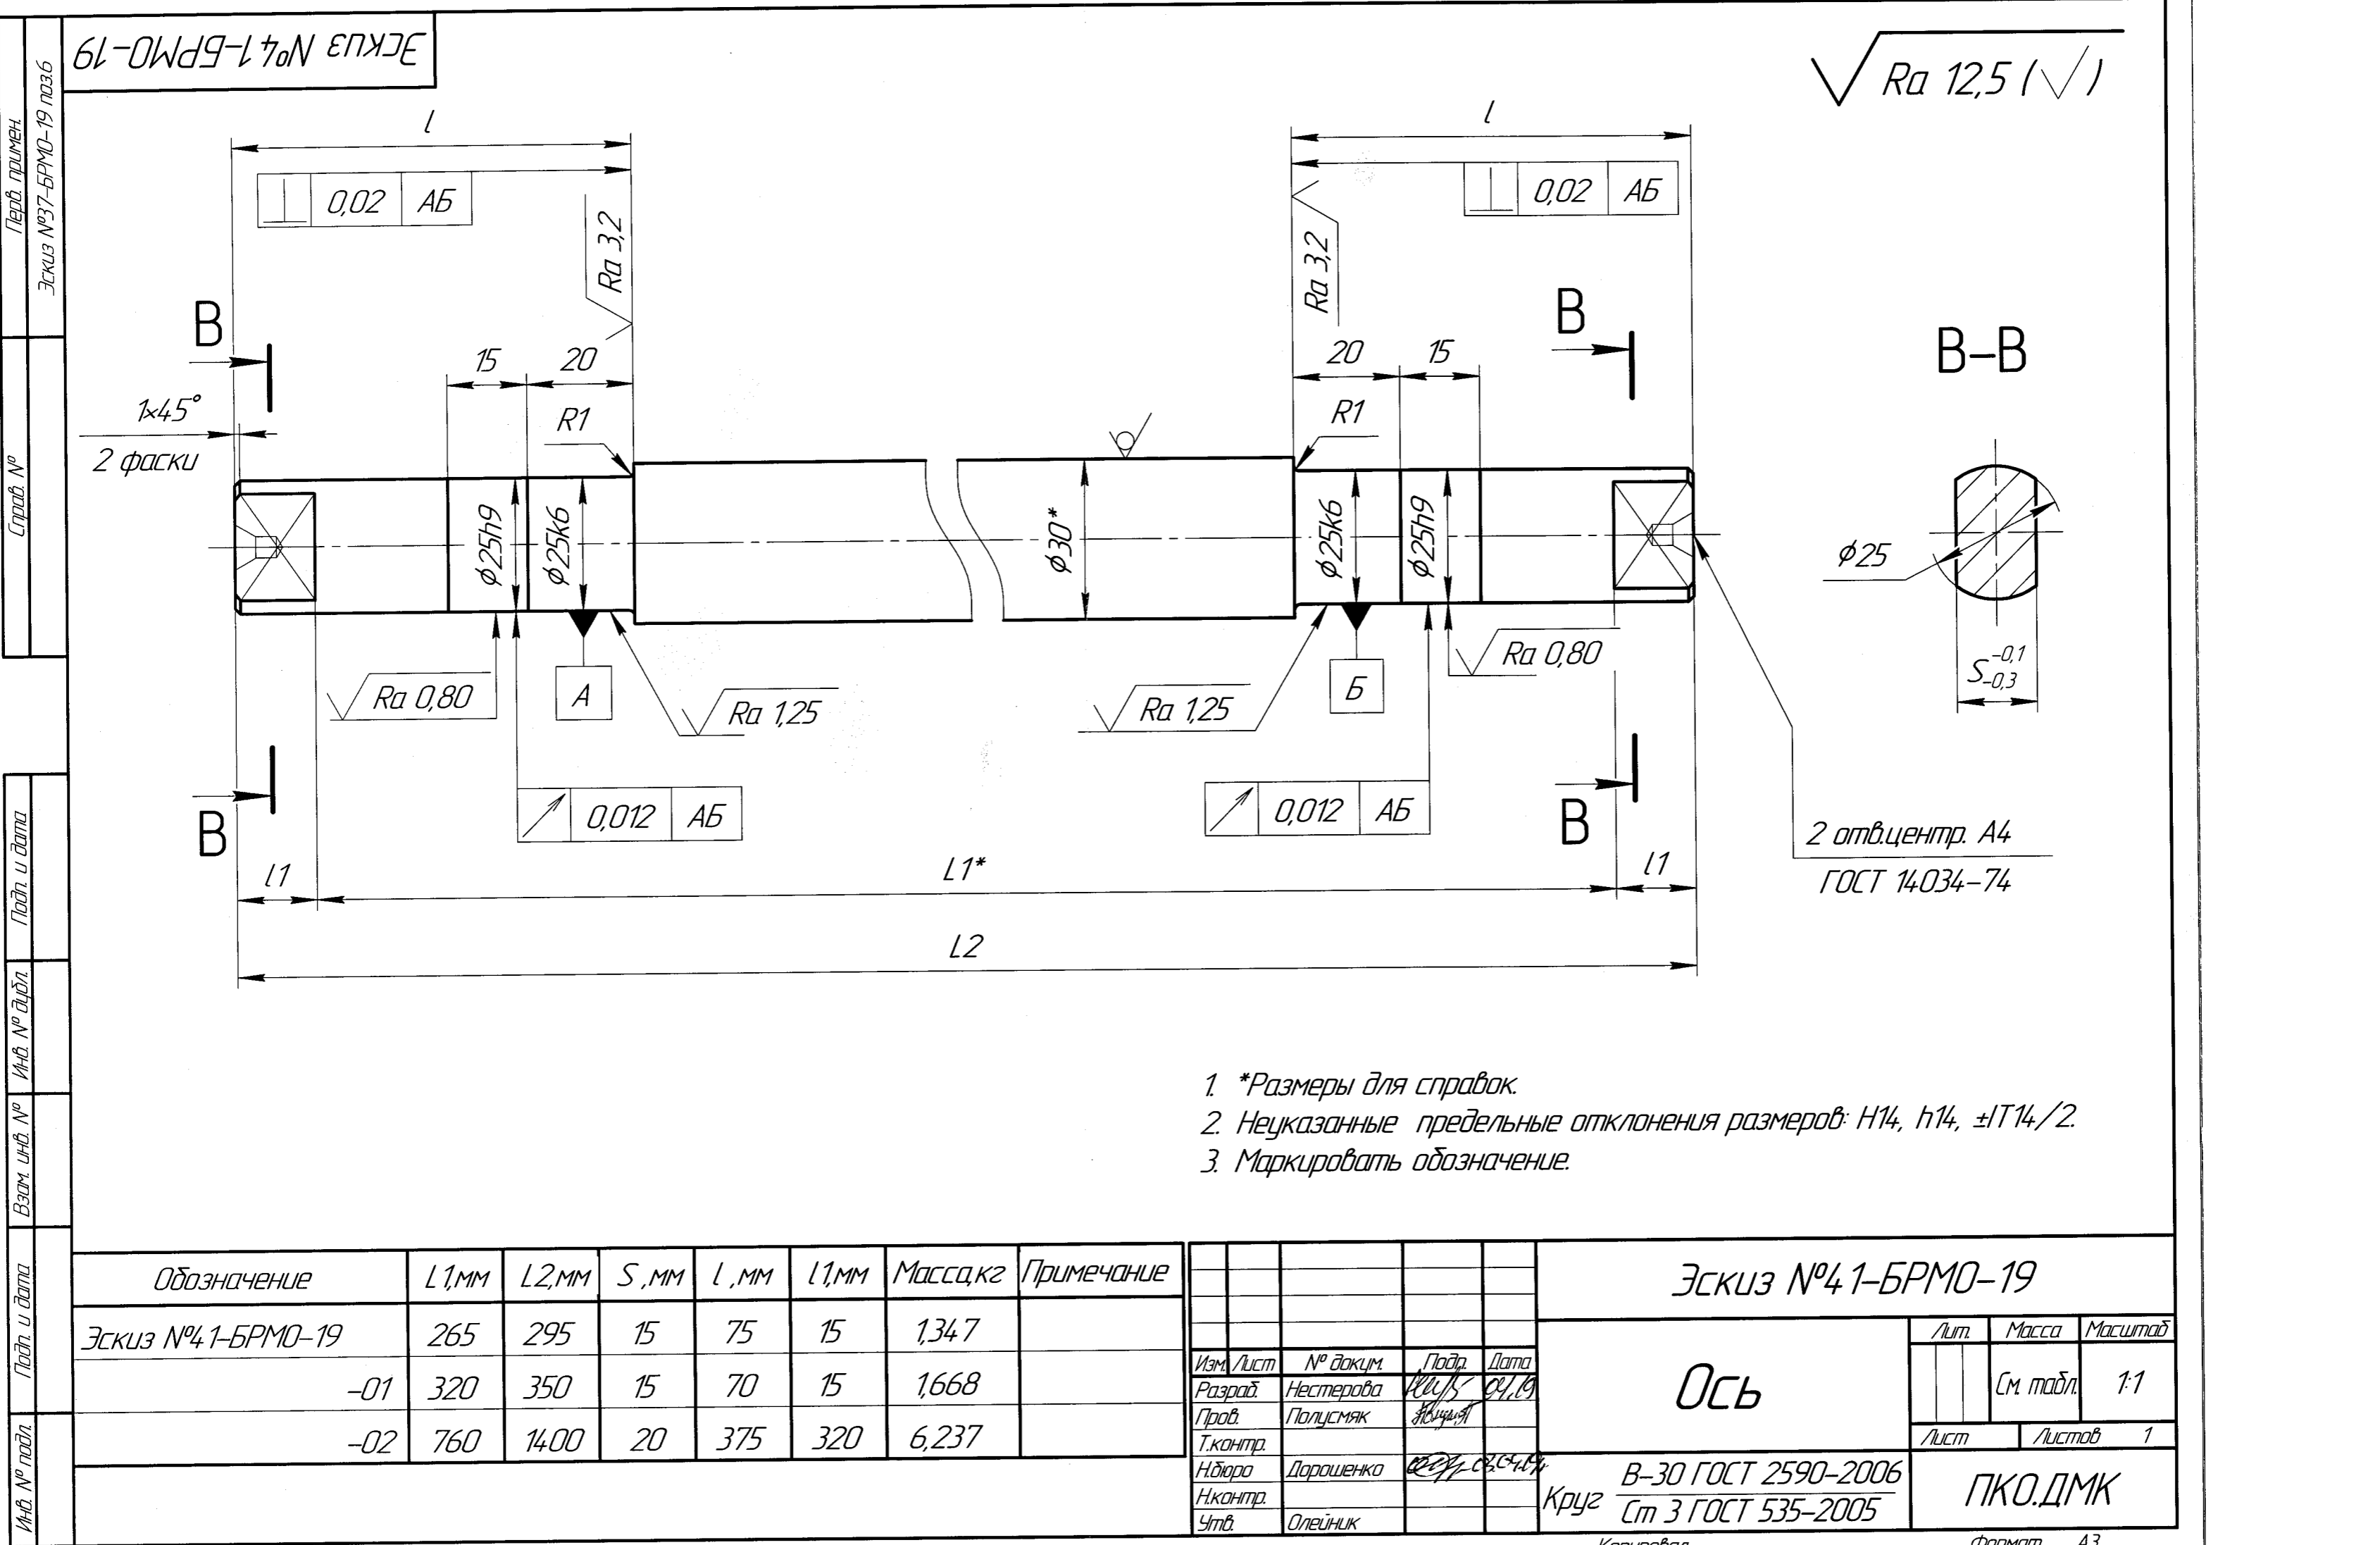 Эскиз №41-БРМО-19
Перв. примен.
Эскиз №37-БРМО-19 поз.6
Справ. №
Подп. и дата
Инв. № дубл.
Взам. инв. №
Подп. и дата
Инв. № подл.
Ra 12,5 (√)
l
l
⊥ 0,02 АБ
⊥ 0,02 АБ
Ra 3,2
Ra 3,2
В
В
В-В
15
20
20
15
1×45°
2 фаски
R1
R1
ϕ25h9
ϕ25k6
ϕ30*
ϕ25k6
ϕ25h9
ϕ25
S -0,1 -0,3
Ra 0,80
А
Ra 1,25
Ra 1,25
Б
Ra 0,80
0,012 АБ
0,012 АБ
В
В
2 отв.центр. А4
ГОСТ 14034-74
l1
L1*
l1
L2
1. *Размеры для справок.
2. Неуказанные предельные отклонения размеров: H14, h14, ±IT14/2.
3. Маркировать обозначение.
Обозначение L1,мм L2,мм S ,мм l ,мм l1,мм Масса,кг Примечание
Эскиз №41-БРМО-19 265 295 15 75 15 1,347
-01 320 350 15 70 15 1,668
-02 760 1400 20 375 320 6,237
Эскиз №41-БРМО-19
Изм. Лист № докум. Подп. Дата
Разраб. Нестерова 04.19
Пров. Полусмяк
Т.контр.
Н.бюро Дорошенко
Н.контр.
Утв. Олейник
Ось
Лит. Масса Масштаб
См. табл. 1:1
Лист Листов 1
Круг В-30 ГОСТ 2590-2006
Ст 3 ГОСТ 535-2005
ПКО.ДМК
Копировал
Формат А3